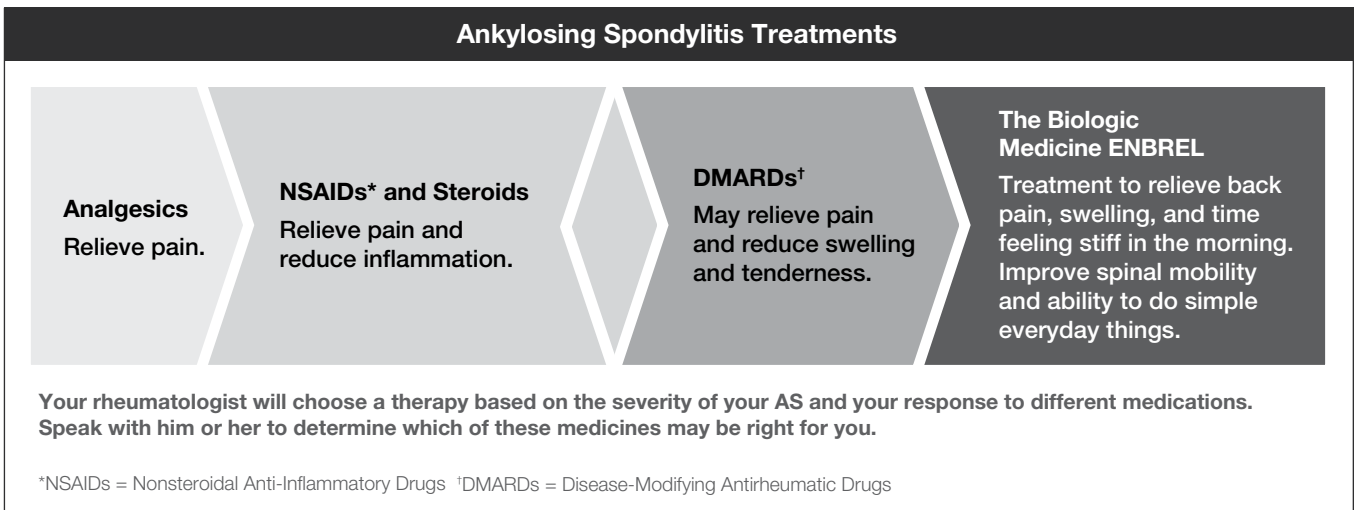 Ankylosing Spondylitis Treatments
Analgesics
Relieve pain.
NSAIDs* and Steroids
Relieve pain and
reduce inflammation.
DMARDs†
May relieve pain
and reduce swelling
and tenderness.
The Biologic
Medicine ENBREL
Treatment to relieve back
pain, swelling, and time
feeling stiff in the morning.
Improve spinal mobility
and ability to do simple
everyday things.
Your rheumatologist will choose a therapy based on the severity of your AS and your response to different medications.
Speak with him or her to determine which of these medicines may be right for you.
*NSAIDs = Nonsteroidal Anti-Inflammatory Drugs †DMARDs = Disease-Modifying Antirheumatic Drugs